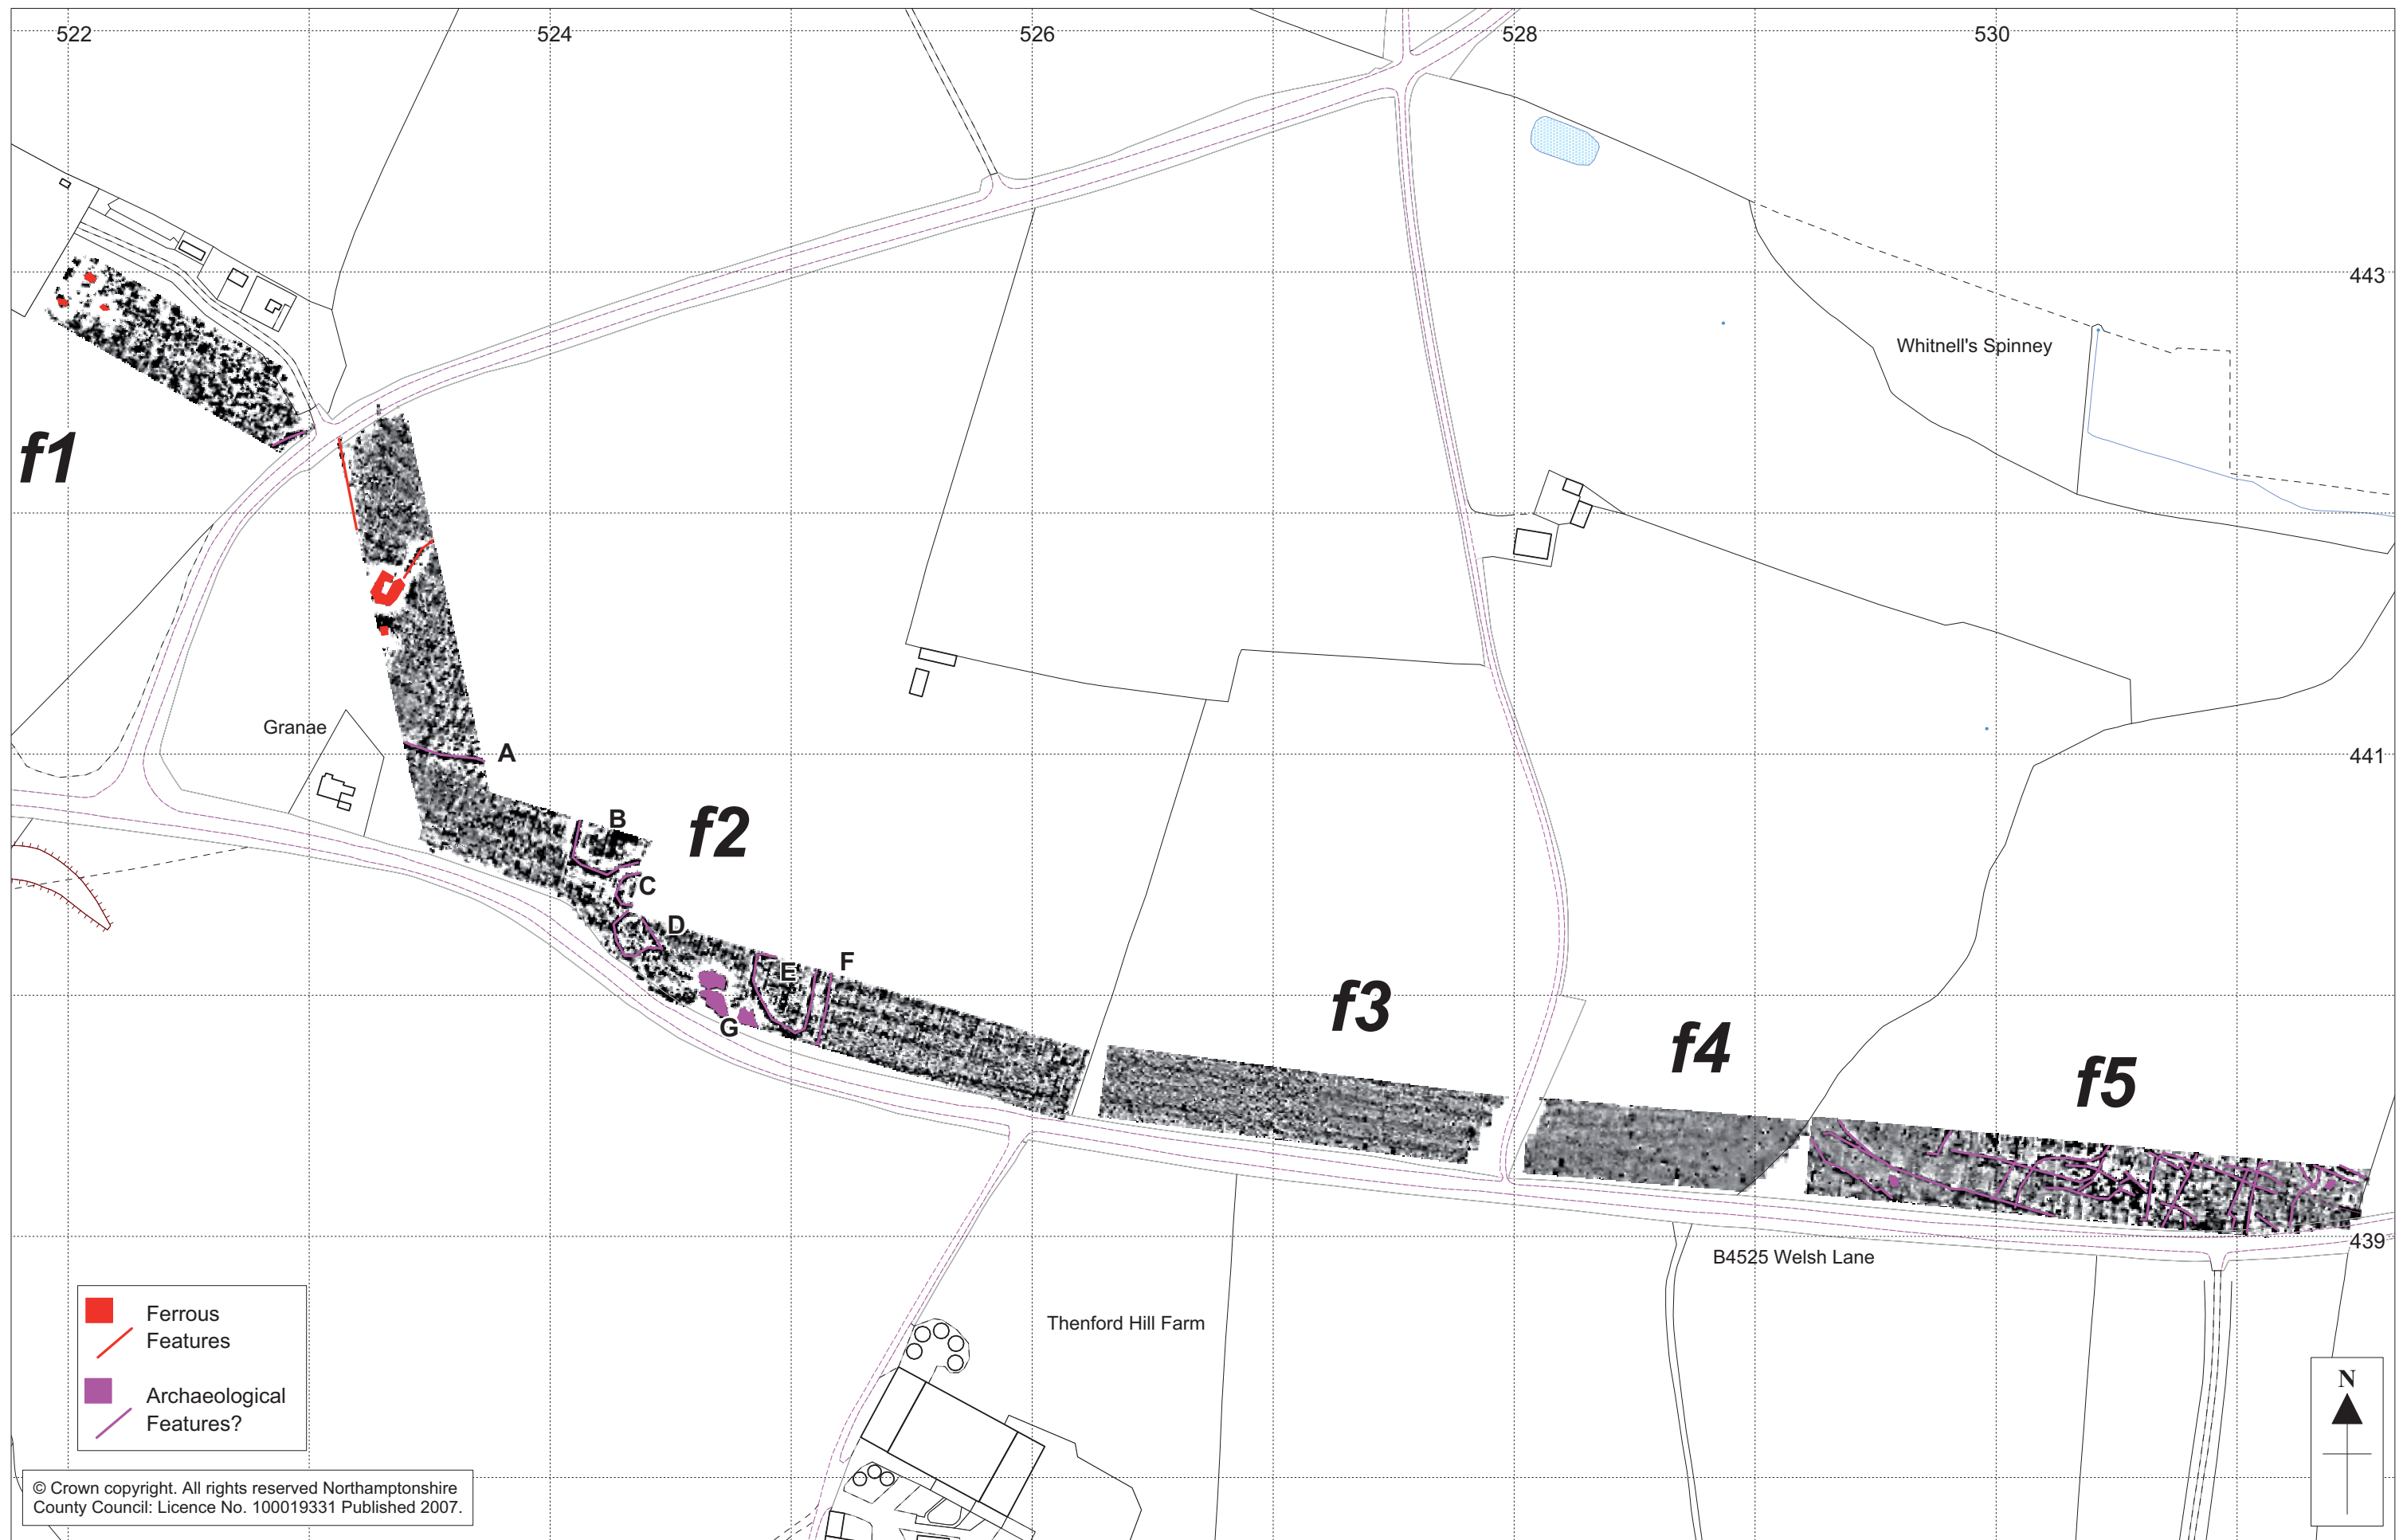 522
524
526
528
530
443
Whitnell's Spinney
f1
Granae
A
441
B
f2
C
D
E
F
G
f3
f4
f5
439
B4525 Welsh Lane
Thenford Hill Farm
Ferrous
Features
Archaeological
Features?
N
© Crown copyright. All rights reserved Northamptonshire
County Council: Licence No. 100019331 Published 2007.